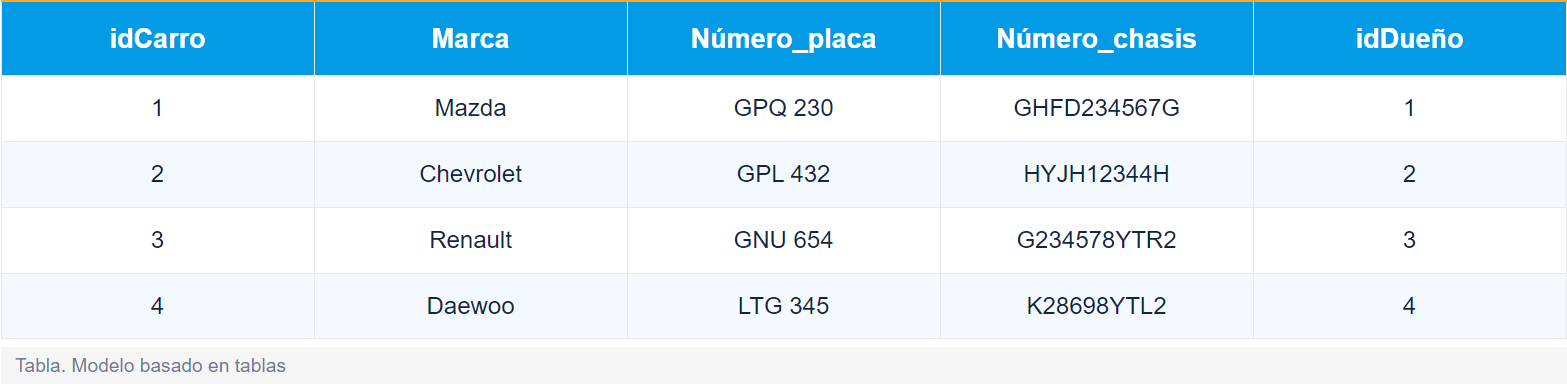 idCarro Marca Número_placa Número_chasis idDueño
1 Mazda GPQ 230 GHFD234567G 1
2 Chevrolet GPL 432 HYJH12344H 2
3 Renault GNU 654 G234578YTR2 3
4 Daewoo LTG 345 K28698YTL2 4
Tabla. Modelo basado en tablas